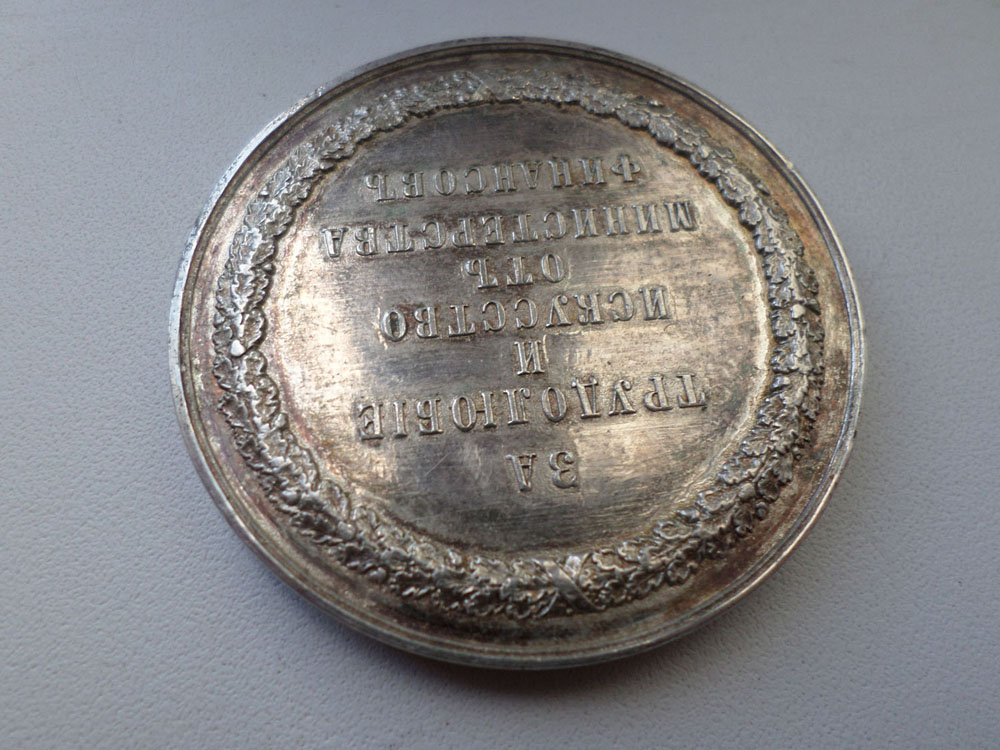 ЗА
ТРУДОЛЮБІЕ
И
ИСКУССТВО
ОТЪ
МИНИСТЕРСТВА
ФИНАНСОВЪ